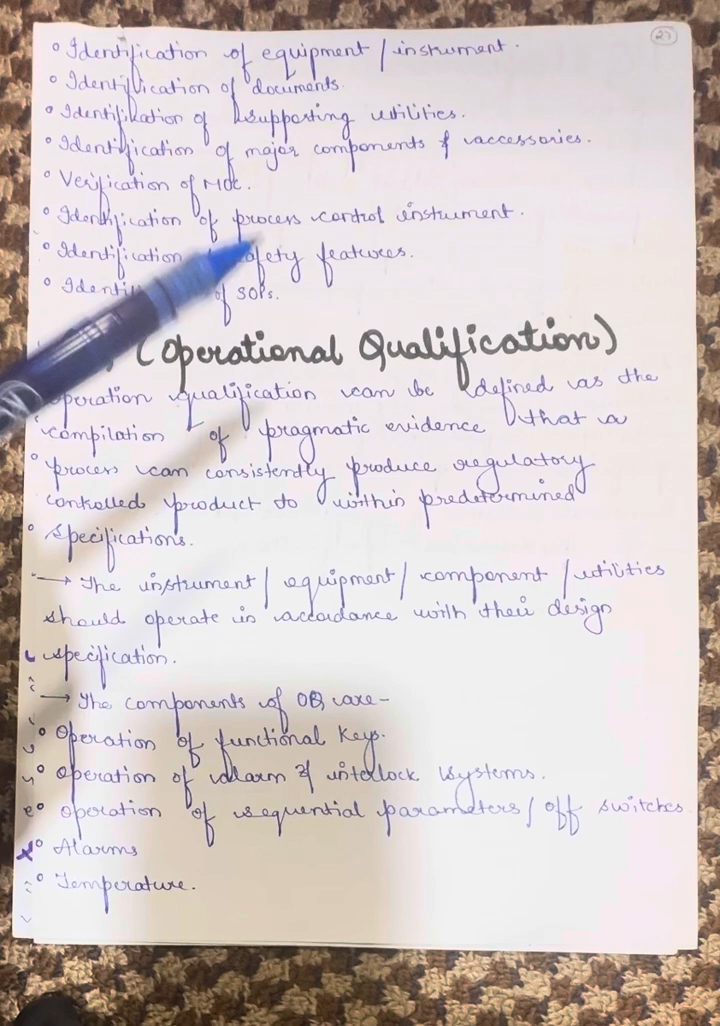 2)
° Identification of equipment / instrument.
° Identification of documents.
° Identification of supporting utilities.
° Identification of major components & accessories.
° Verification of MOC.
° Identification of process control instrument.
° Identification safety features.
° of SOPs.
(Operational Qualification)
Operation qualification can be defined as the
compilation of pragmatic evidence that a
process can consistently produce regulatory
controlled product to within predetermined
specifications.
→ The instrument / equipment / component / utilities
should operate in accordance with their design
specification.
→ The components of OQ are-
° Operation of functional keys.
° Operation of alarm & interlock systems.
° Operation of sequential parameters / off switches
° Alarms
° Temperature.